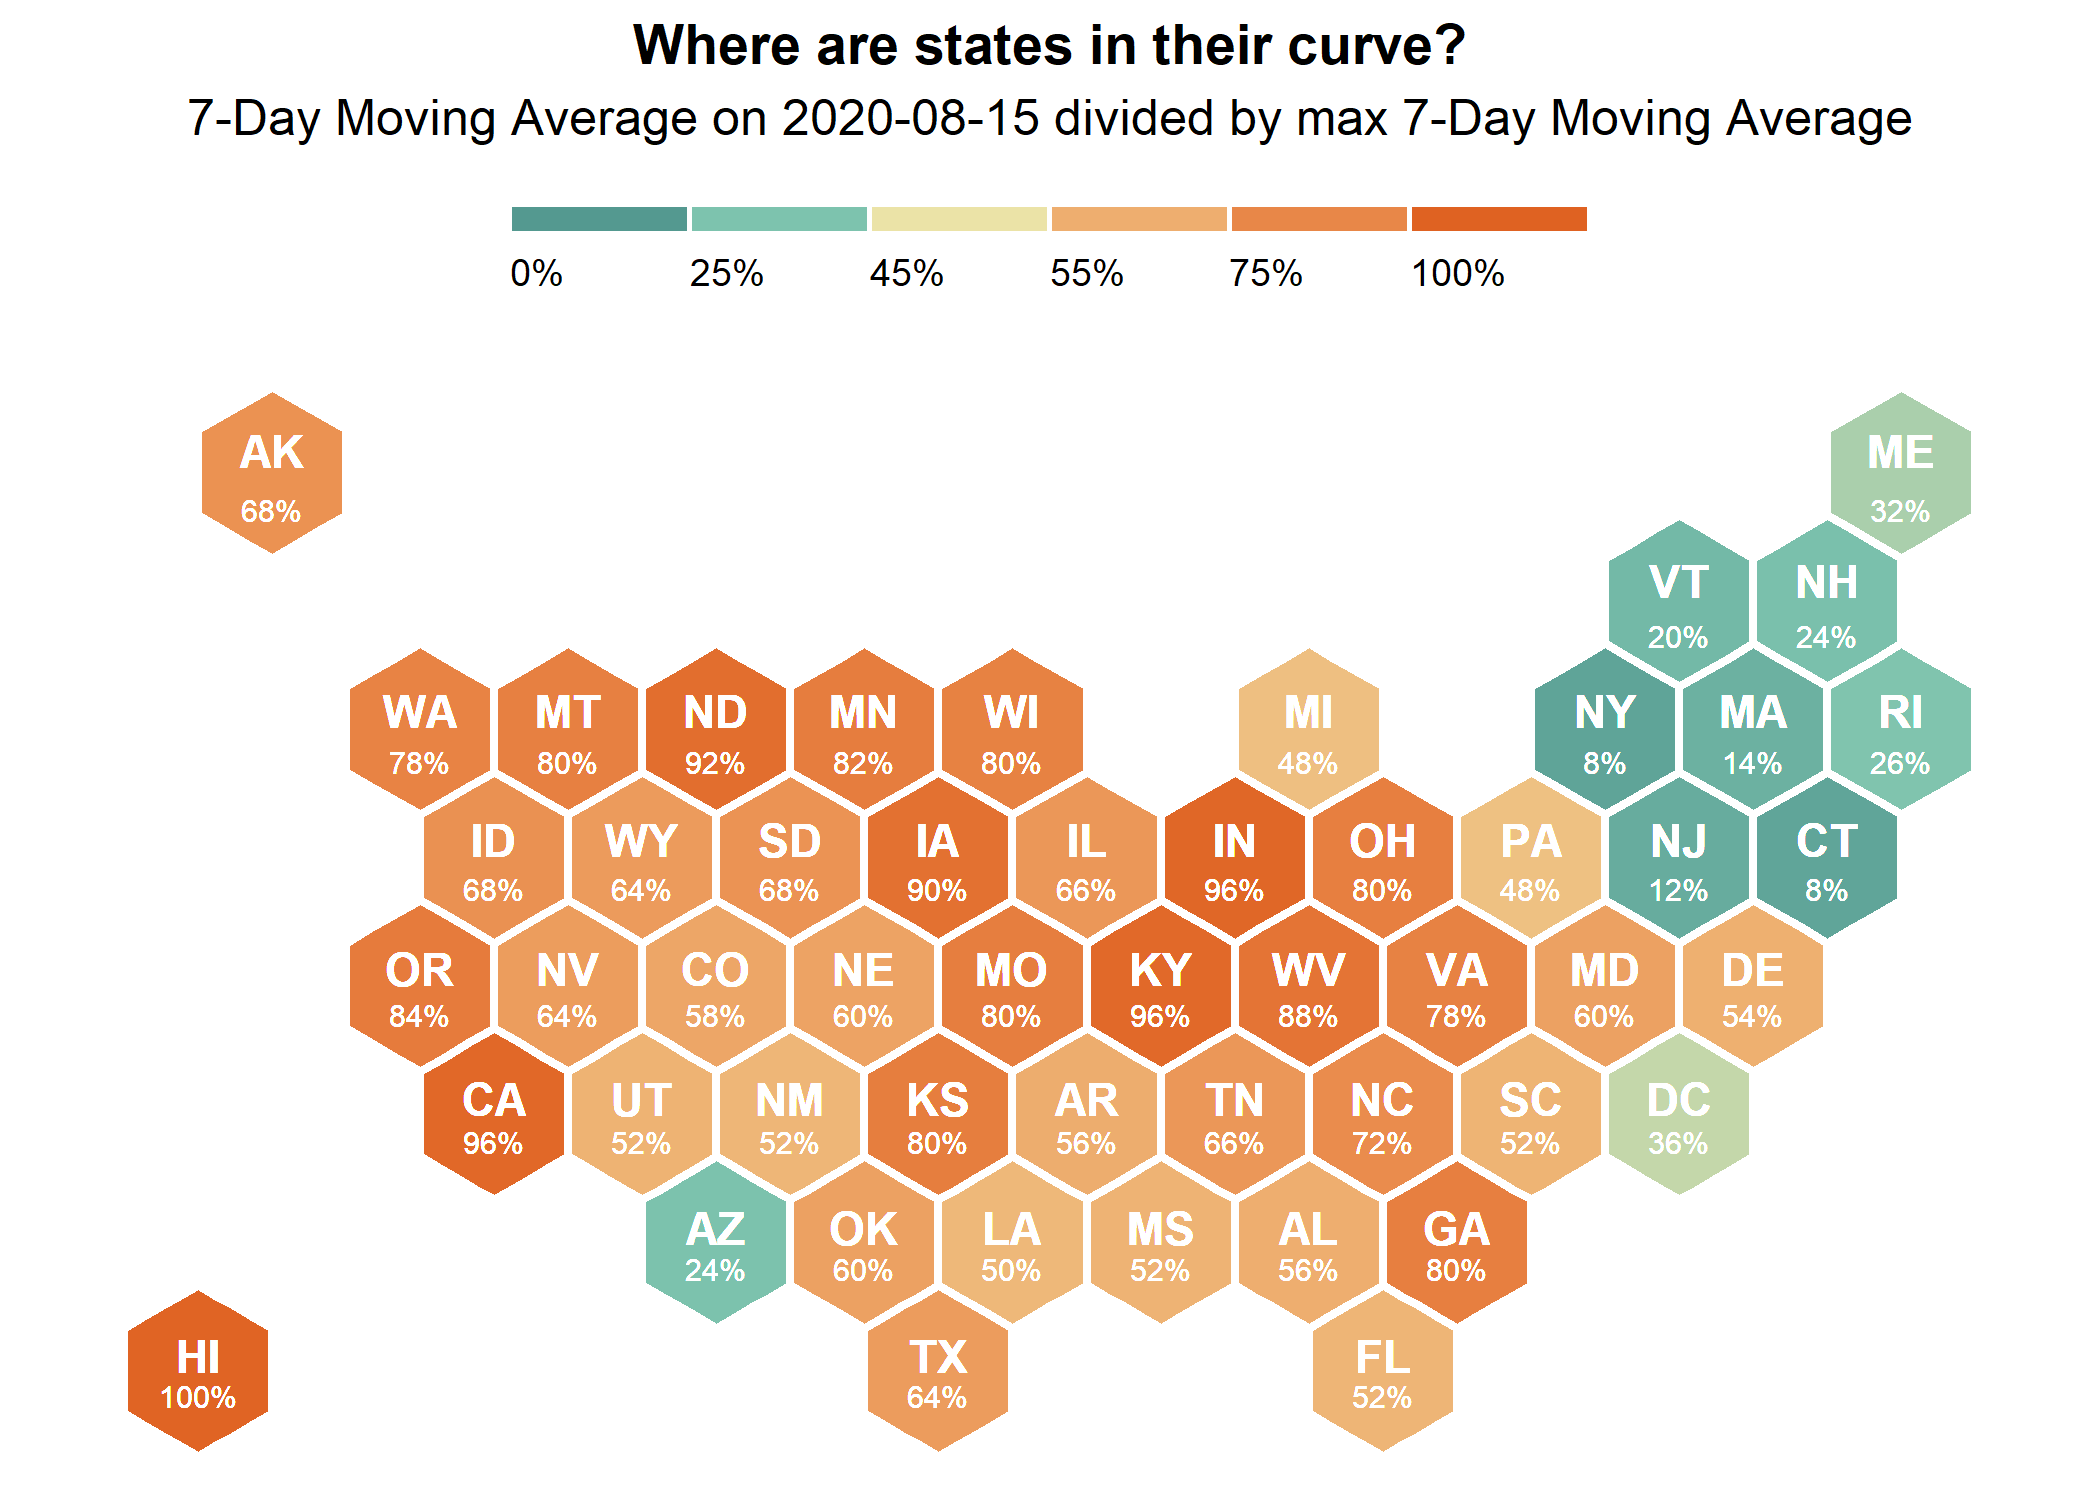 Where are states in their curve?
7-Day Moving Average on 2020-08-15 divided by max 7-Day Moving Average
0% 25% 45% 55% 75% 100%
AK ME
68% 32%
VT NH
20% 24%
WA MT ND MN WI MI NY MA RI
78% 80% 92% 82% 80% 48% 8% 14% 26%
ID WY SD IA IL IN OH PA NJ CT
68% 64% 68% 90% 66% 96% 80% 48% 12% 8%
OR NV CO NE MO KY WV VA MD DE
84% 64% 58% 60% 80% 96% 88% 78% 60% 54%
CA UT NM KS AR TN NC SC DC
96% 52% 52% 80% 56% 66% 72% 52% 36%
AZ OK LA MS AL GA
24% 60% 50% 52% 56% 80%
HI TX FL
100% 64% 52%